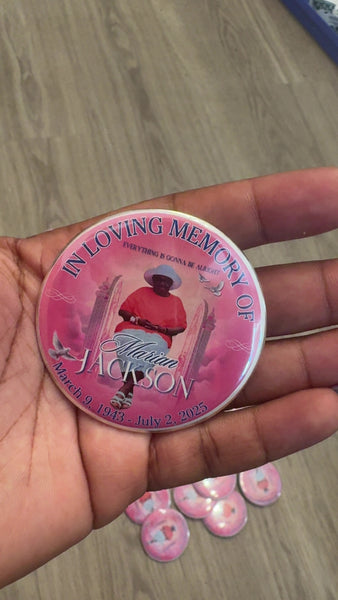 IN LOVING MEMORY OF
EVERYTHING IS GONNA BE ALRIGHT
Marian
JACKSON
March 9, 1943 - July 2, 2025